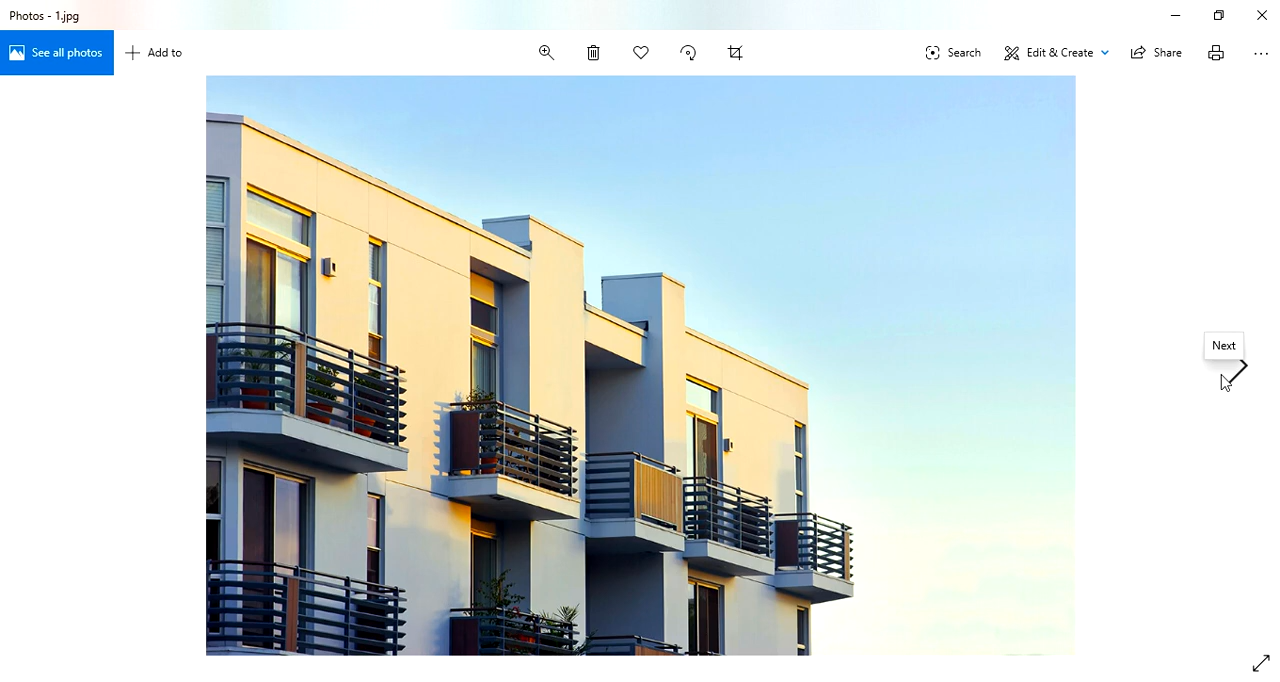 Photos - 1.jpg
See all photos
Add to
Search
Edit & Create
Share
Next